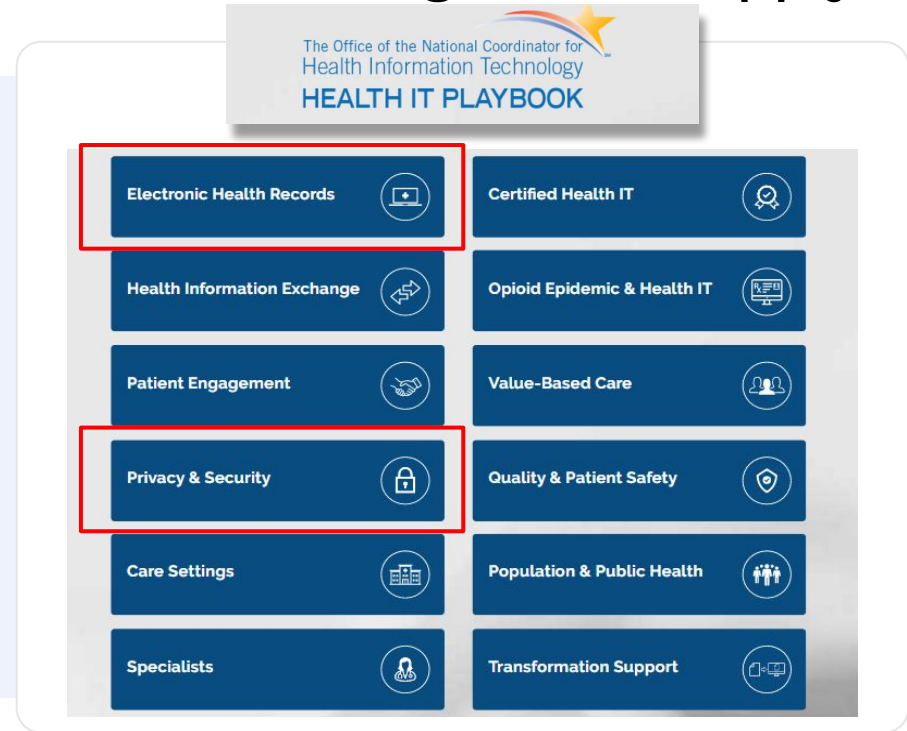 The Office of the National Coordinator for
Health Information Technology
HEALTH IT PLAYBOOK
Electronic Health Records
Certified Health IT
Health Information Exchange
Opioid Epidemic & Health IT
Patient Engagement
Value-Based Care
Privacy & Security
Quality & Patient Safety
Care Settings
Population & Public Health
Specialists
Transformation Support